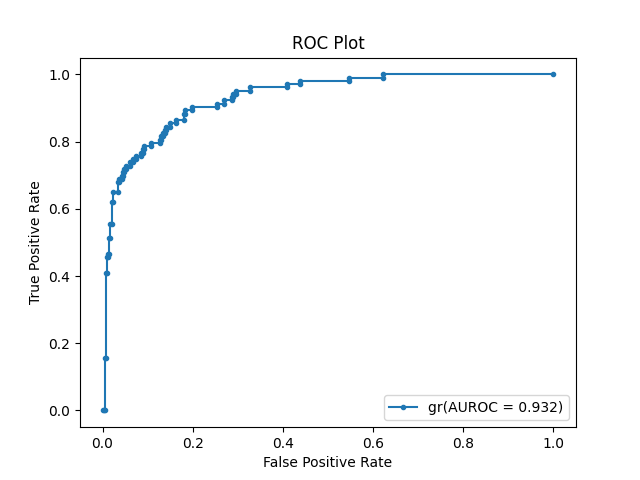 ROC Plot
1.0
0.8
0.6
0.4
0.2
0.0
True Positive Rate
0.0 0.2 0.4 0.6 0.8 1.0
False Positive Rate
gr(AUROC = 0.932)